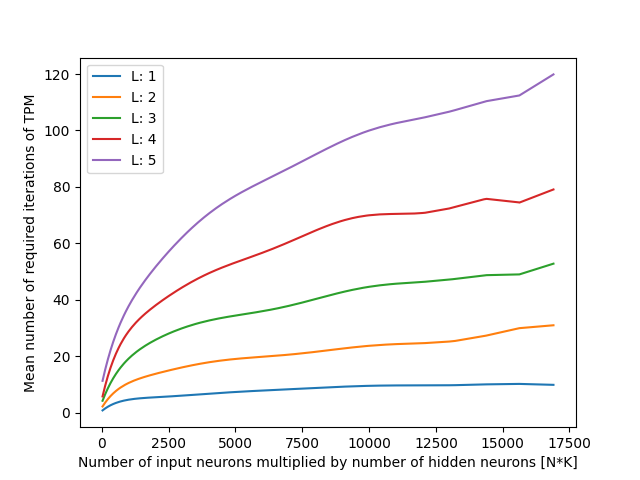 Mean number of required iterations of TPM
120
100
80
60
40
20
0
L: 1
L: 2
L: 3
L: 4
L: 5
0 2500 5000 7500 10000 12500 15000 17500
Number of input neurons multiplied by number of hidden neurons [N*K]